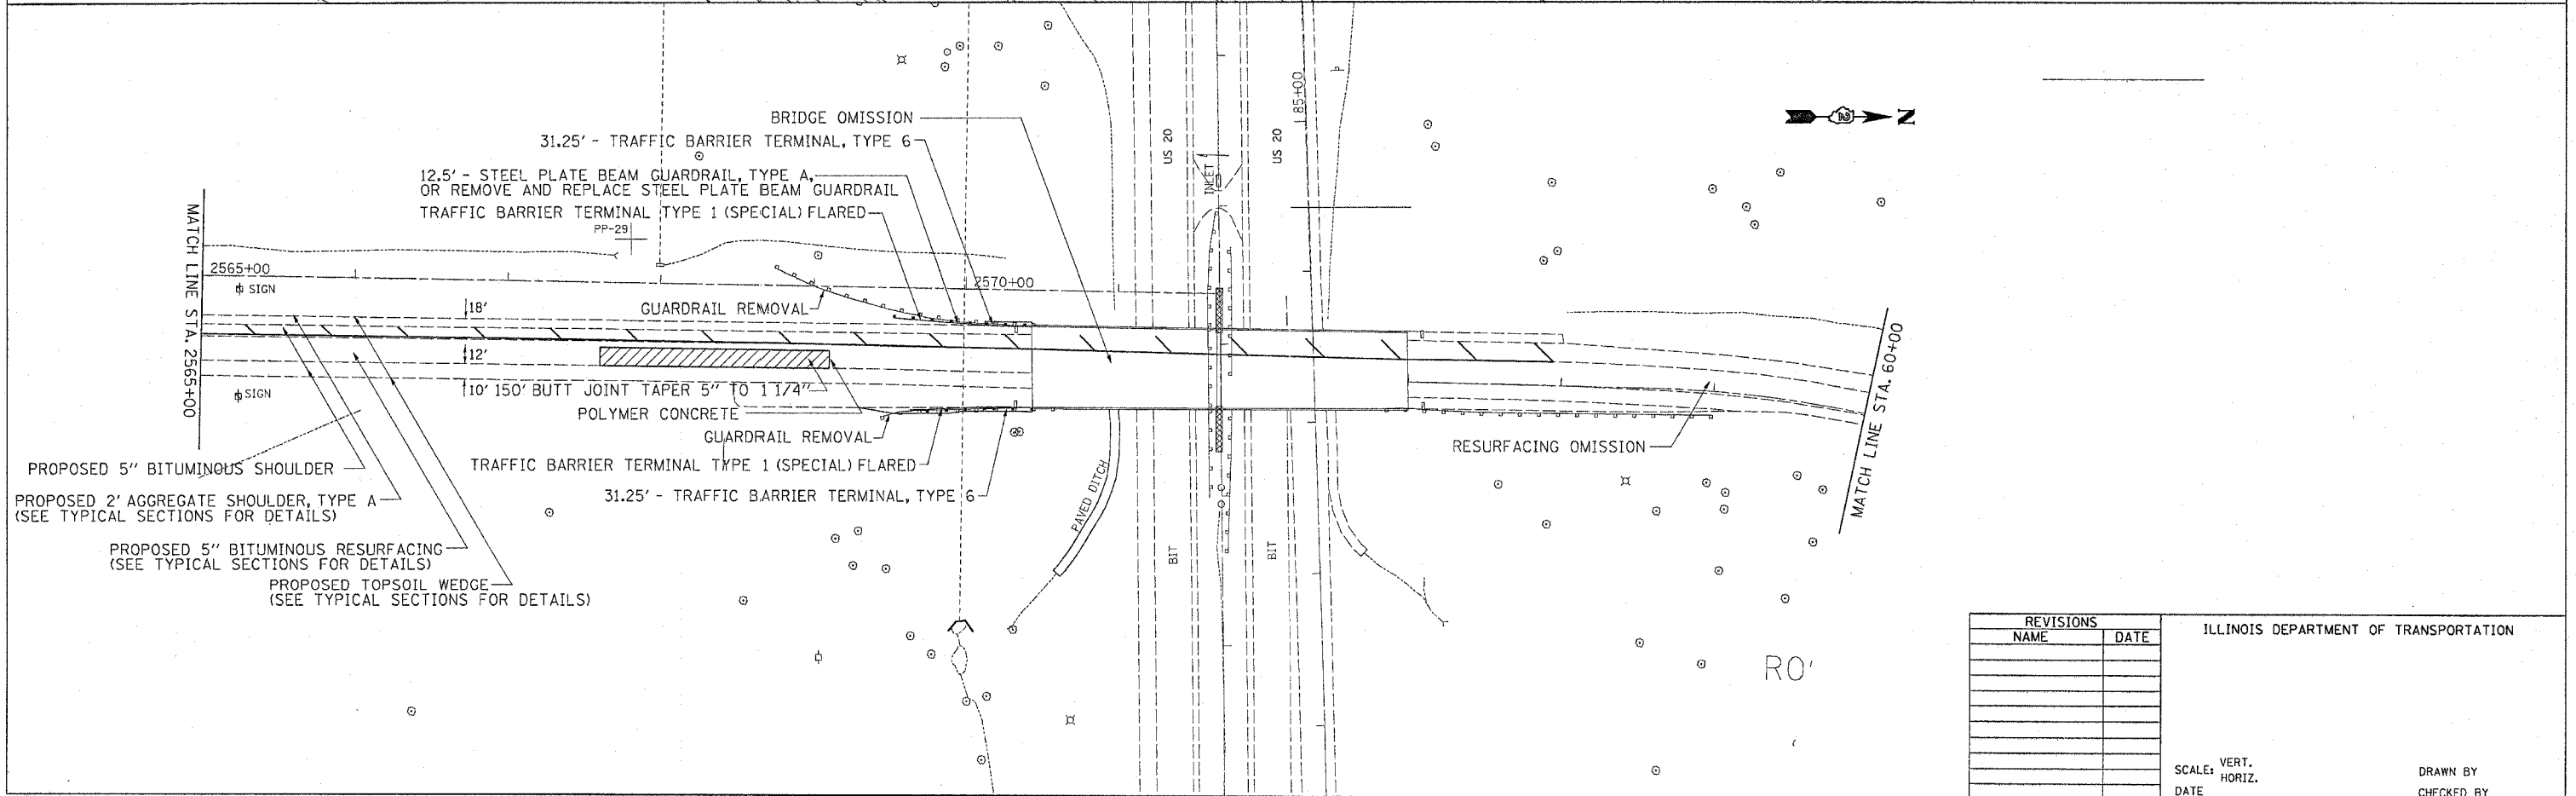 BRIDGE OMISSION
31.25' - TRAFFIC BARRIER TERMINAL, TYPE 6
12.5' - STEEL PLATE BEAM GUARDRAIL, TYPE A,
OR REMOVE AND REPLACE STEEL PLATE BEAM GUARDRAIL
TRAFFIC BARRIER TERMINAL TYPE 1 (SPECIAL) FLARED
PP-29
US 20
US 20
INLET
185+00
N
MATCH LINE STA. 2565+00
2565+00
SIGN
2570+00
GUARDRAIL REMOVAL
18'
12'
10'
150' BUTT JOINT TAPER 5" TO 1 1/4"
SIGN
POLYMER CONCRETE
GUARDRAIL REMOVAL
TRAFFIC BARRIER TERMINAL TYPE 1 (SPECIAL) FLARED
31.25' - TRAFFIC BARRIER TERMINAL, TYPE 6
PROPOSED 5" BITUMINOUS SHOULDER
PROPOSED 2' AGGREGATE SHOULDER, TYPE A
(SEE TYPICAL SECTIONS FOR DETAILS)
PROPOSED 5" BITUMINOUS RESURFACING
(SEE TYPICAL SECTIONS FOR DETAILS)
PROPOSED TOPSOIL WEDGE
(SEE TYPICAL SECTIONS FOR DETAILS)
PAVED DITCH
BIT
BIT
RESURFACING OMISSION
MATCH LINE STA. 60+00
RO'
REVISIONS
NAME DATE
ILLINOIS DEPARTMENT OF TRANSPORTATION
SCALE: VERT.
HORIZ.
DATE
DRAWN BY
CHECKED BY